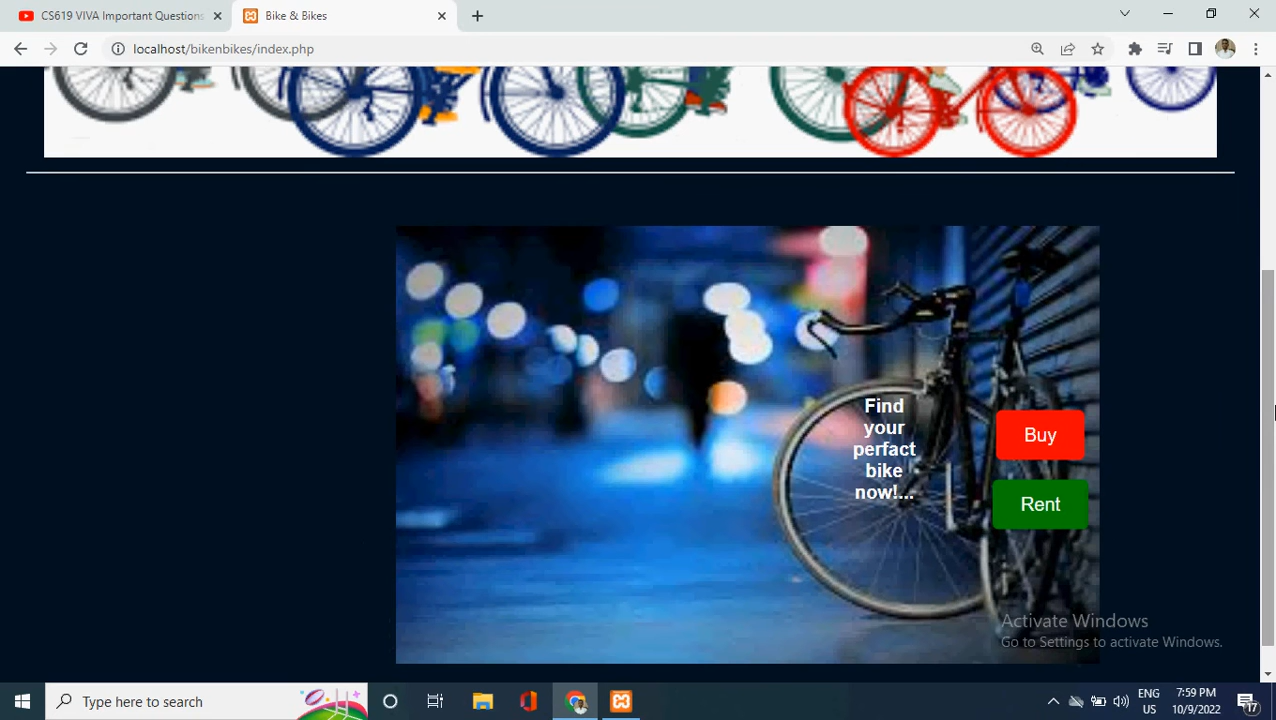 CS619 VIVA Important Questions
Bike & Bikes
localhost/bikenbikes/index.php
Find
your
perfact
bike
now!...
Buy
Rent
Activate Windows
Go to Settings to activate Windows.
Type here to search
ENG
US
7:59 PM
10/9/2022
17